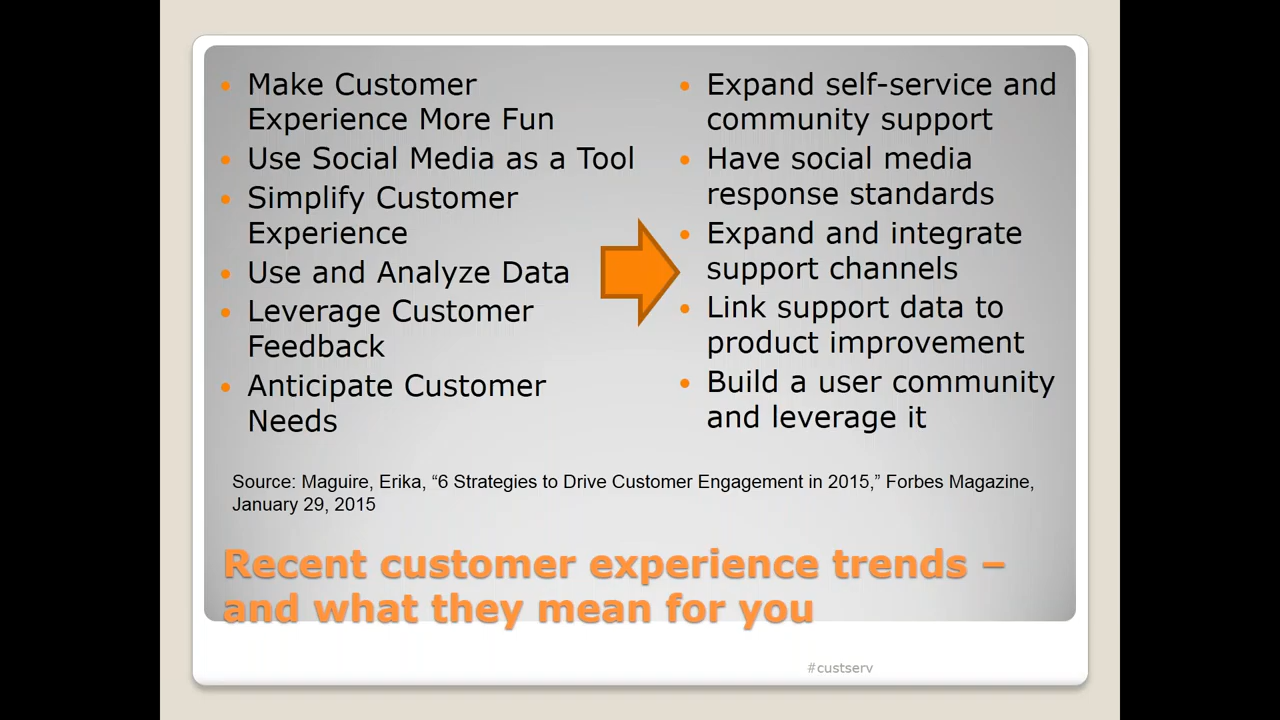 Make Customer
Experience More Fun
Use Social Media as a Tool
Simplify Customer
Experience
Use and Analyze Data
Leverage Customer
Feedback
Anticipate Customer
Needs
Expand self-service and
community support
Have social media
response standards
Expand and integrate
support channels
Link support data to
product improvement
Build a user community
and leverage it
Source: Maguire, Erika, “6 Strategies to Drive Customer Engagement in 2015,” Forbes Magazine,
January 29, 2015
Recent customer experience trends –
and what they mean for you
#custserv